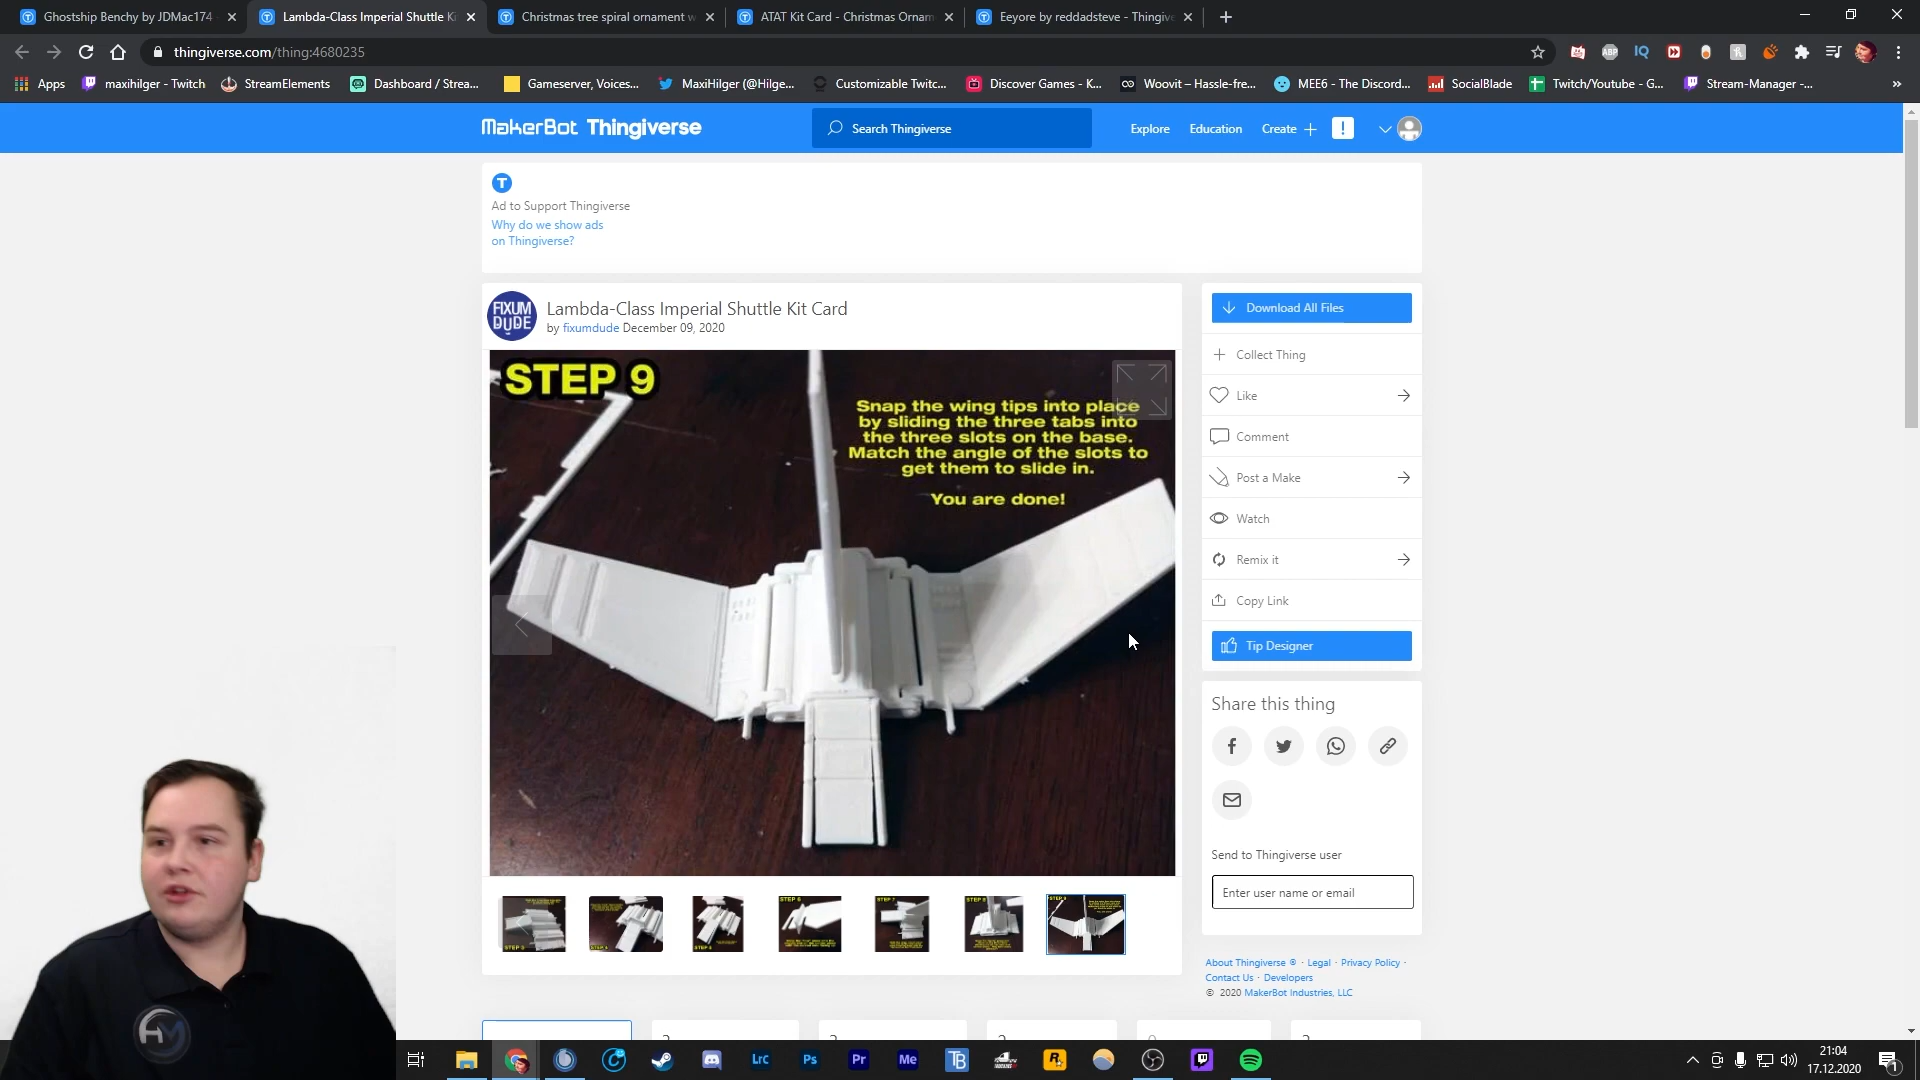 Ghostship Benchy by JDMac174
Lambda-Class Imperial Shuttle Ki
Christmas tree spiral ornament w
ATAT Kit Card - Christmas Ornam
Eeyore by reddadsteve - Thingive
thingiverse.com/thing:4680235
Apps
maxihilger - Twitch
StreamElements
Dashboard / Strea...
Gameserver, Voices...
MaxiHilger (@Hilge...
Customizable Twitc...
Discover Games - K...
Woovit – Hassle-fre...
MEE6 - The Discord...
SocialBlade
Twitch/Youtube - G...
Stream-Manager -...
MakerBot Thingiverse
Search Thingiverse
Explore
Education
Create
Ad to Support Thingiverse
Why do we show ads
on Thingiverse?
FIXUM
DUDE
Lambda-Class Imperial Shuttle Kit Card
by fixumdude December 09, 2020
STEP 9
Snap the wing tips into place
by sliding the three tabs into
the three slots on the base.
Match the angle of the slots to
get them to slide in.
You are done!
Download All Files
Collect Thing
Like
Comment
Post a Make
Watch
Remix it
Copy Link
Tip Designer
Share this thing
Send to Thingiverse user
Enter user name or email
About Thingiverse ® · Legal · Privacy Policy ·
Contact Us · Developers
© 2020 MakerBot Industries, LLC
Lrc
Ps
Pr
Me
TB
21:04
17.12.2020